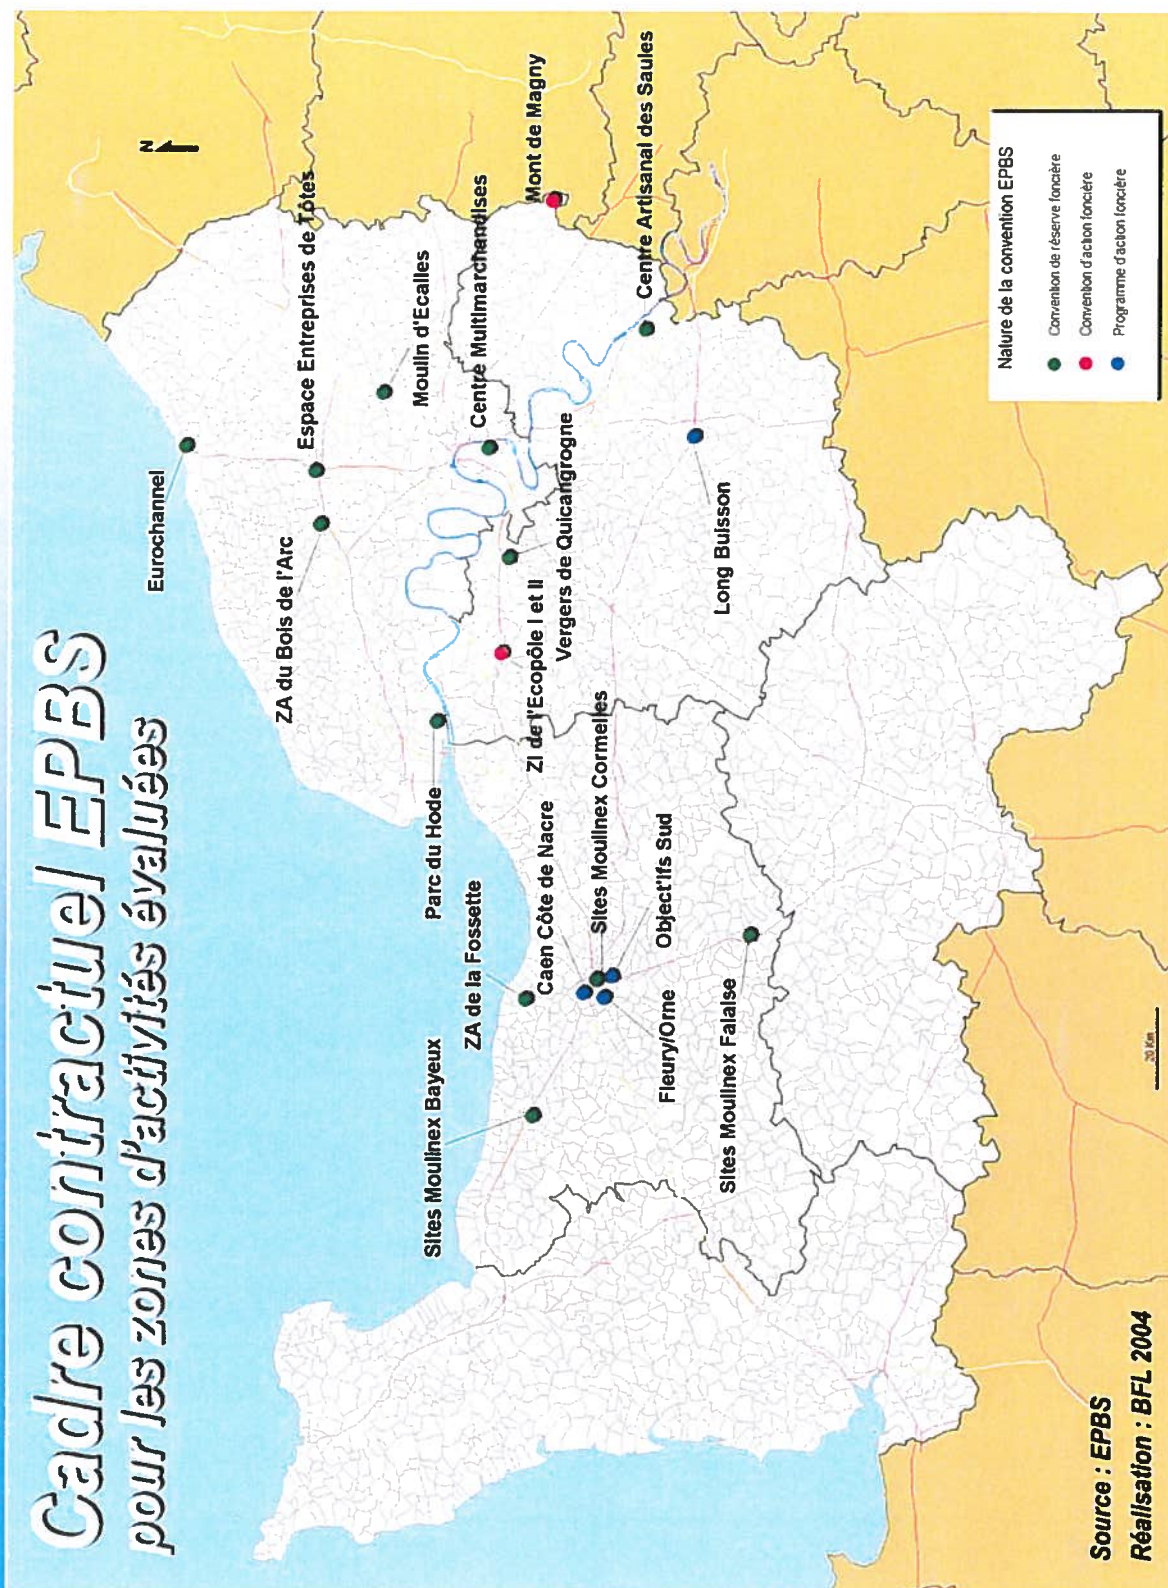 Cadre contractuel EPBS
pour les zones d'activités évaluées
N
Eurochannel
ZA du Bois de l'Arc
Espace Entreprises de Tôtes
Moulin d'Ecalles
Parc du Hode
Centre Multimarchandises
ZA de la Fossette
Sites Moulinex Bayeux
Mont de Magny
ZI de l'Ecopôle I et II
Vergers de Quicangrogne
Caen Côte de Nacre
Sites Moulinex Cormelles
Centre Artisanal des Saules
Object'Ifs Sud
Fleury/Orne
Long Buisson
Sites Moulinex Falaise
Nature de la convention EPBS
Convention de réserve foncière
Convention d'action foncière
Programme d'action foncière
20 Km
Source : EPBS
Réalisation : BFL 2004